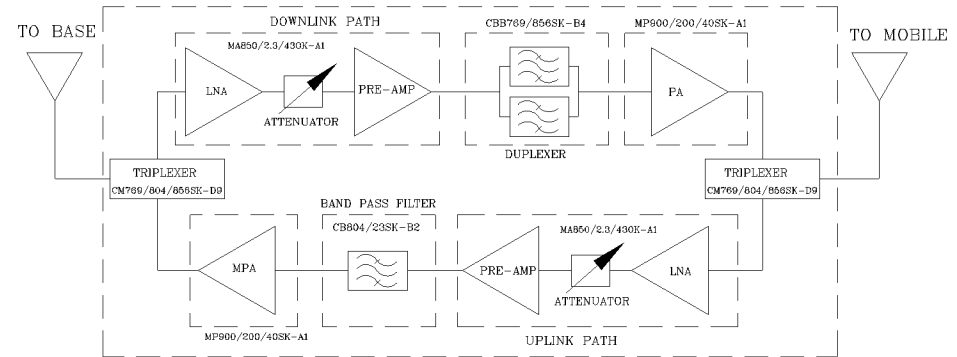 DOWNLINK PATH
CBB769/856SK-B4
MP900/200/40SK-A1
TO BASE
TO MOBILE
MA850/2.3/430K-A1
LNA
PRE-AMP
PA
ATTENUATOR
DUPLEXER
TRIPLEXER
CM769/804/856SK-D9
TRIPLEXER
CM769/804/856SK-D9
BAND PASS FILTER
CB804/23SK-B2
MA850/2.3/430K-A1
MPA
PRE-AMP
LNA
ATTENUATOR
MP900/200/40SK-A1
UPLINK PATH